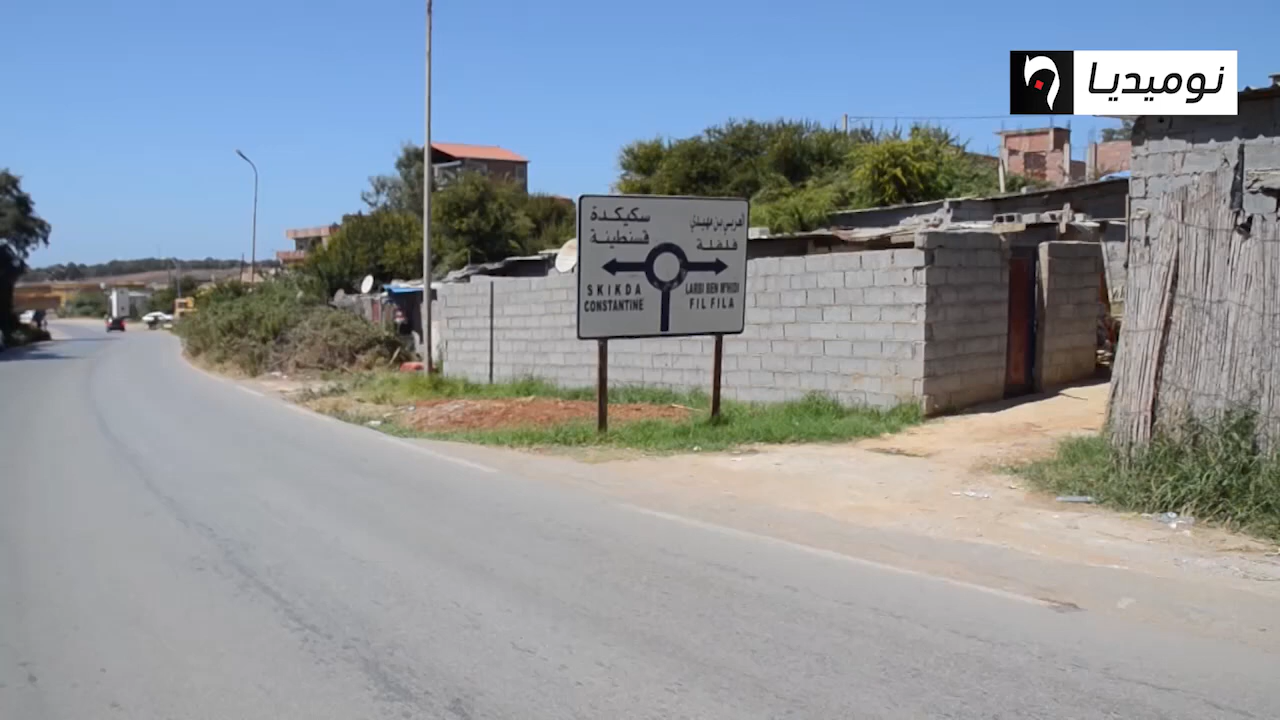 نوميديا
سكيكدة
قسنطينة
العربي بن مهيدي
فلفلة
SKIKDA
CONSTANTINE
LARBI BEN M'HIDI
FIL FILA